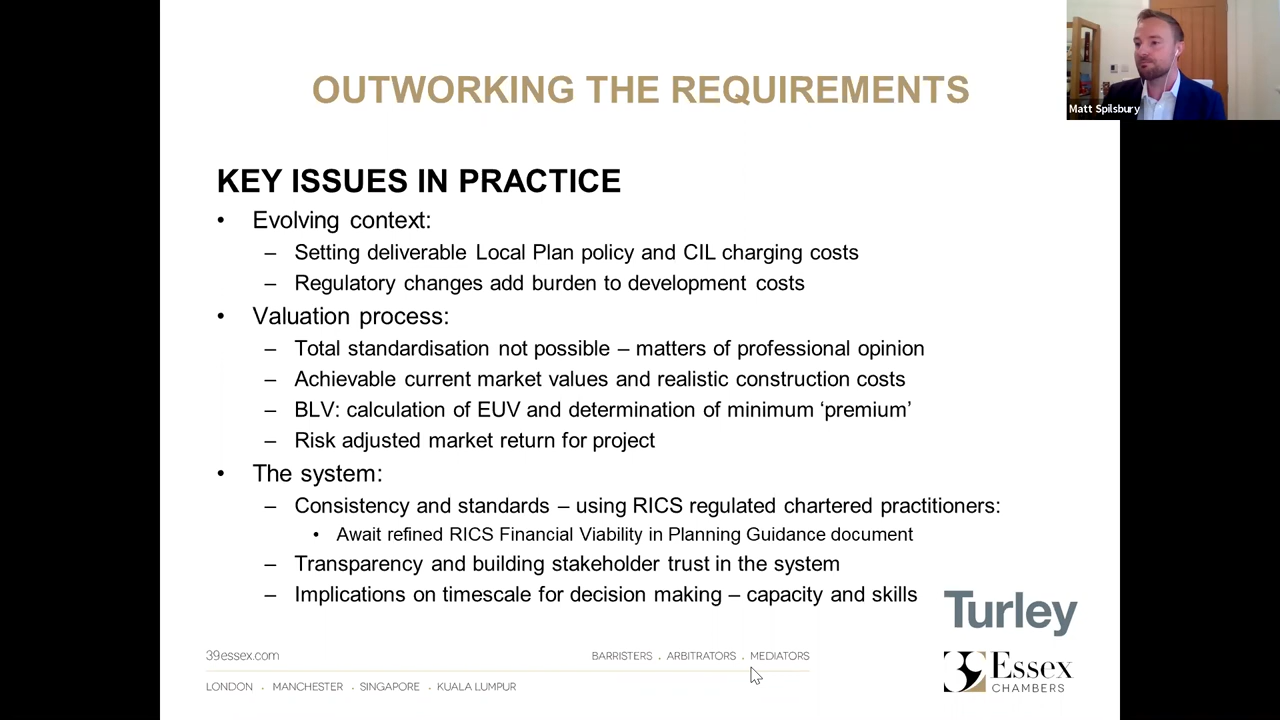 OUTWORKING THE REQUIREMENTS
Matt Spilsbury
KEY ISSUES IN PRACTICE
• Evolving context:
– Setting deliverable Local Plan policy and CIL charging costs
– Regulatory changes add burden to development costs
• Valuation process:
– Total standardisation not possible – matters of professional opinion
– Achievable current market values and realistic construction costs
– BLV: calculation of EUV and determination of minimum ‘premium’
– Risk adjusted market return for project
• The system:
– Consistency and standards – using RICS regulated chartered practitioners:
• Await refined RICS Financial Viability in Planning Guidance document
– Transparency and building stakeholder trust in the system
– Implications on timescale for decision making – capacity and skills
Turley
39essex.com
BARRISTERS . ARBITRATORS . MEDIATORS
LONDON . MANCHESTER . SINGAPORE . KUALA LUMPUR
39 Essex
CHAMBERS